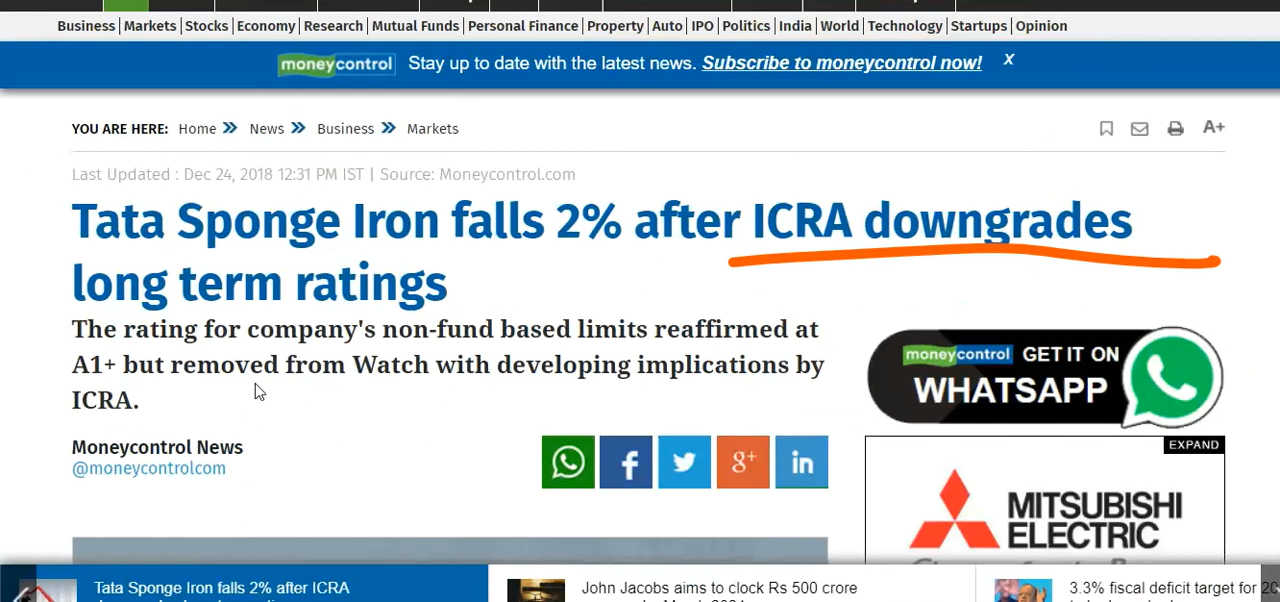 Business | Markets | Stocks | Economy | Research | Mutual Funds | Personal Finance | Property | Auto | IPO | Politics | India | World | Technology | Startups | Opinion
moneycontrol Stay up to date with the latest news. Subscribe to moneycontrol now! X
YOU ARE HERE: Home News Business Markets A+
Last Updated : Dec 24, 2018 12:31 PM IST | Source: Moneycontrol.com
Tata Sponge Iron falls 2% after ICRA downgrades
long term ratings
The rating for company's non-fund based limits reaffirmed at
A1+ but removed from Watch with developing implications by
ICRA.
moneycontrol GET IT ON
WHATSAPP
Moneycontrol News
@moneycontrolcom
f g+ in
EXPAND
MITSUBISHI
ELECTRIC
Tata Sponge Iron falls 2% after ICRA
John Jacobs aims to clock Rs 500 crore
3.3% fiscal deficit target for